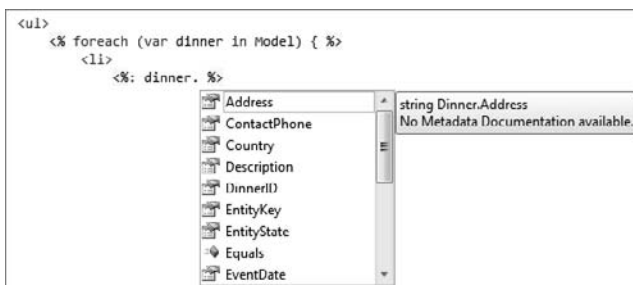 <ul>
<% foreach (var dinner in Model) { %>
<li>
<%: dinner. %>
Address
string Dinner.Address
No Metadata Documentation available.
ContactPhone
Country
Description
DinnerID
EntityKey
EntityState
Equals
EventDate